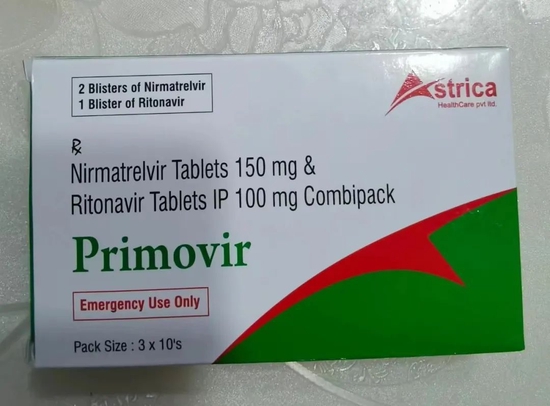 2 Blisters of Nirmatrelvir
1 Blister of Ritonavir
Astrica
HealthCare pvt ltd.
℞
Nirmatrelvir Tablets 150 mg &
Ritonavir Tablets IP 100 mg Combipack
Primovir
Emergency Use Only
Pack Size : 3 x 10's